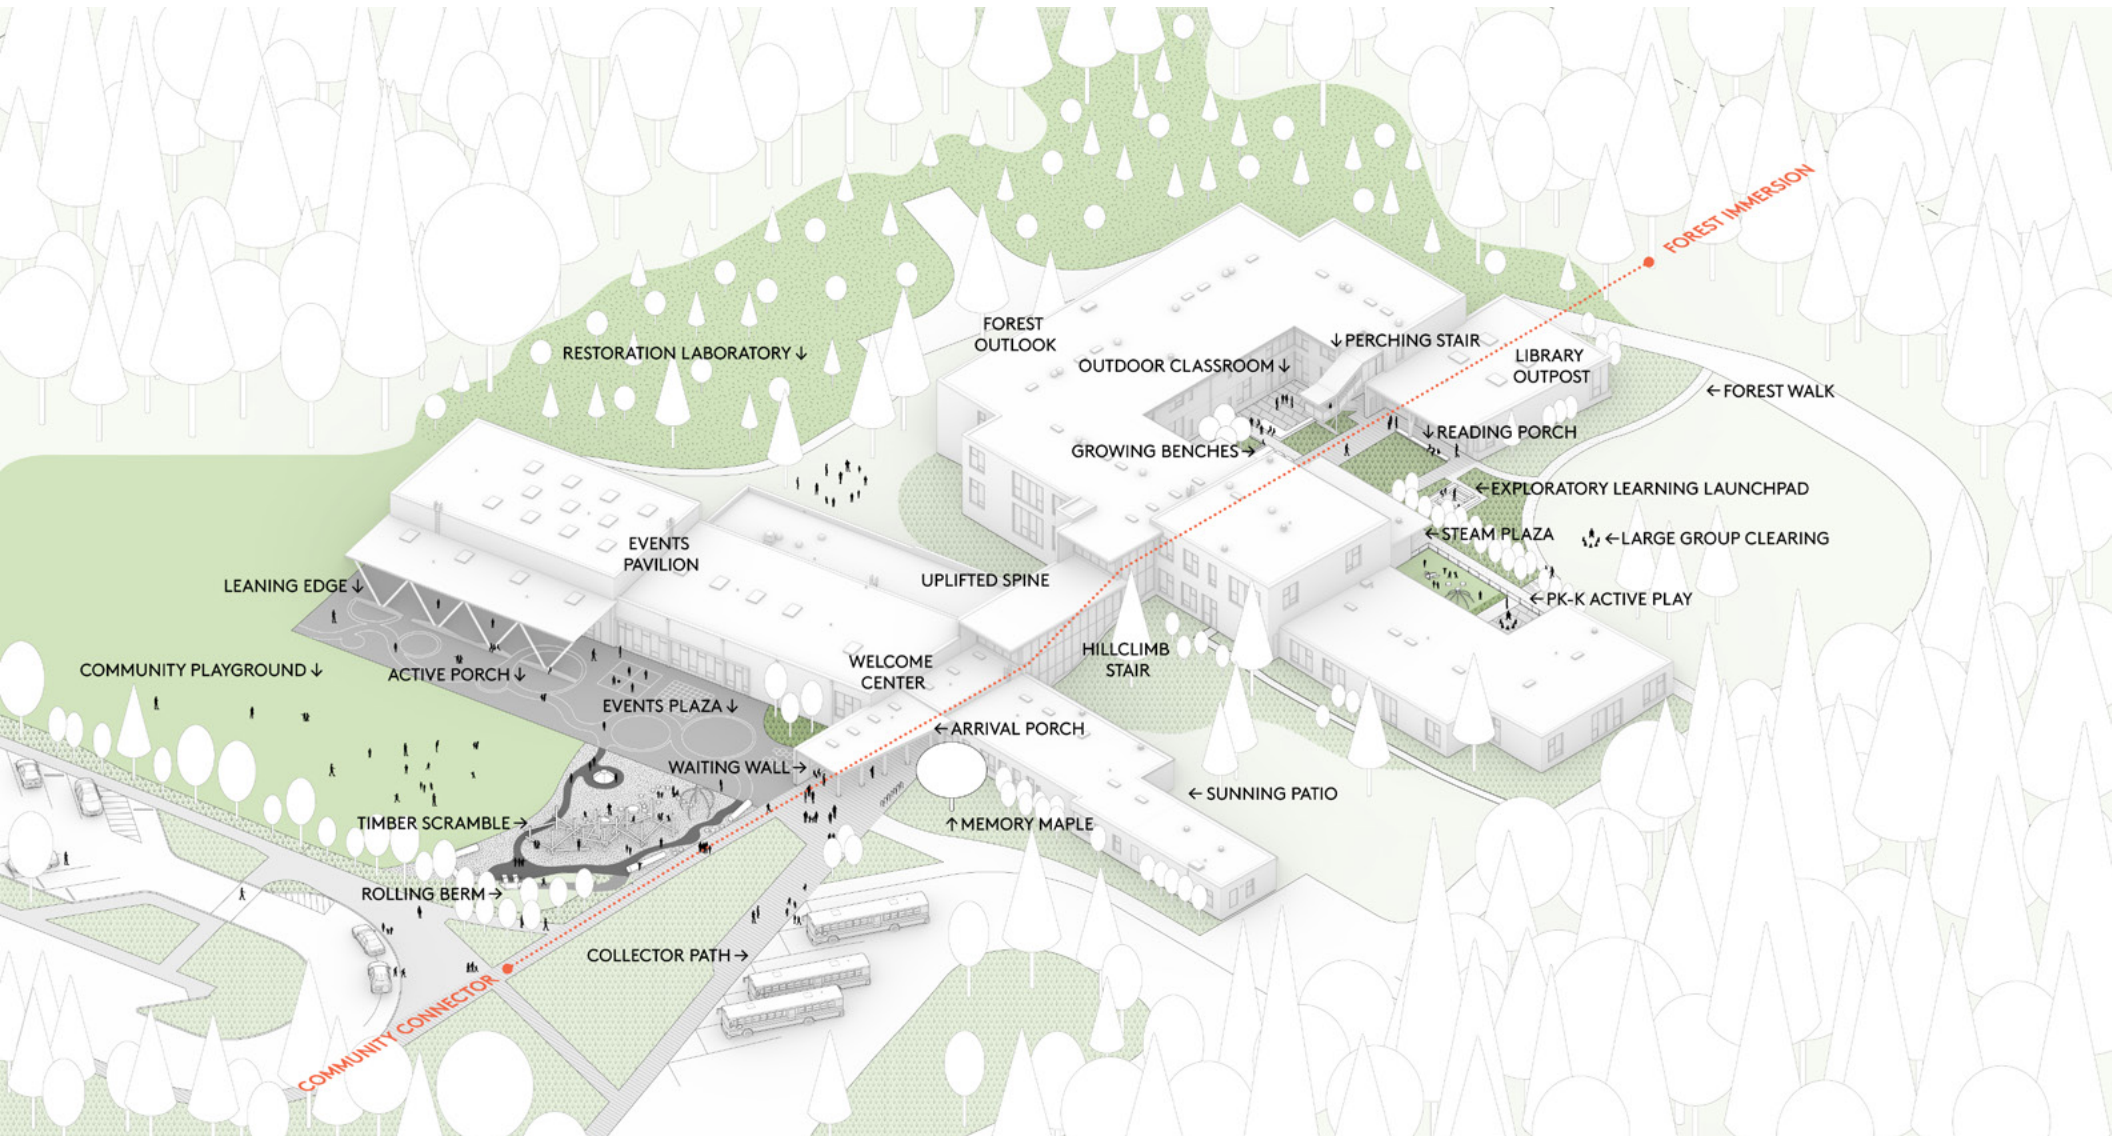 FOREST IMMERSION
FOREST
OUTLOOK
↓PERCHING STAIR
RESTORATION LABORATORY↓
OUTDOOR CLASSROOM↓
LIBRARY
OUTPOST
←FOREST WALK
↓READING PORCH
GROWING BENCHES→
←EXPLORATORY LEARNING LAUNCHPAD
←STEAM PLAZA
←LARGE GROUP CLEARING
EVENTS
PAVILION
UPLIFTED SPINE
LEANING EDGE↓
←PK-K ACTIVE PLAY
HILLCLIMB
STAIR
WELCOME
CENTER
COMMUNITY PLAYGROUND↓
ACTIVE PORCH↓
EVENTS PLAZA↓
←ARRIVAL PORCH
WAITING WALL→
←SUNNING PATIO
TIMBER SCRAMBLE→
↑MEMORY MAPLE
ROLLING BERM→
COLLECTOR PATH→
COMMUNITY CONNECTOR